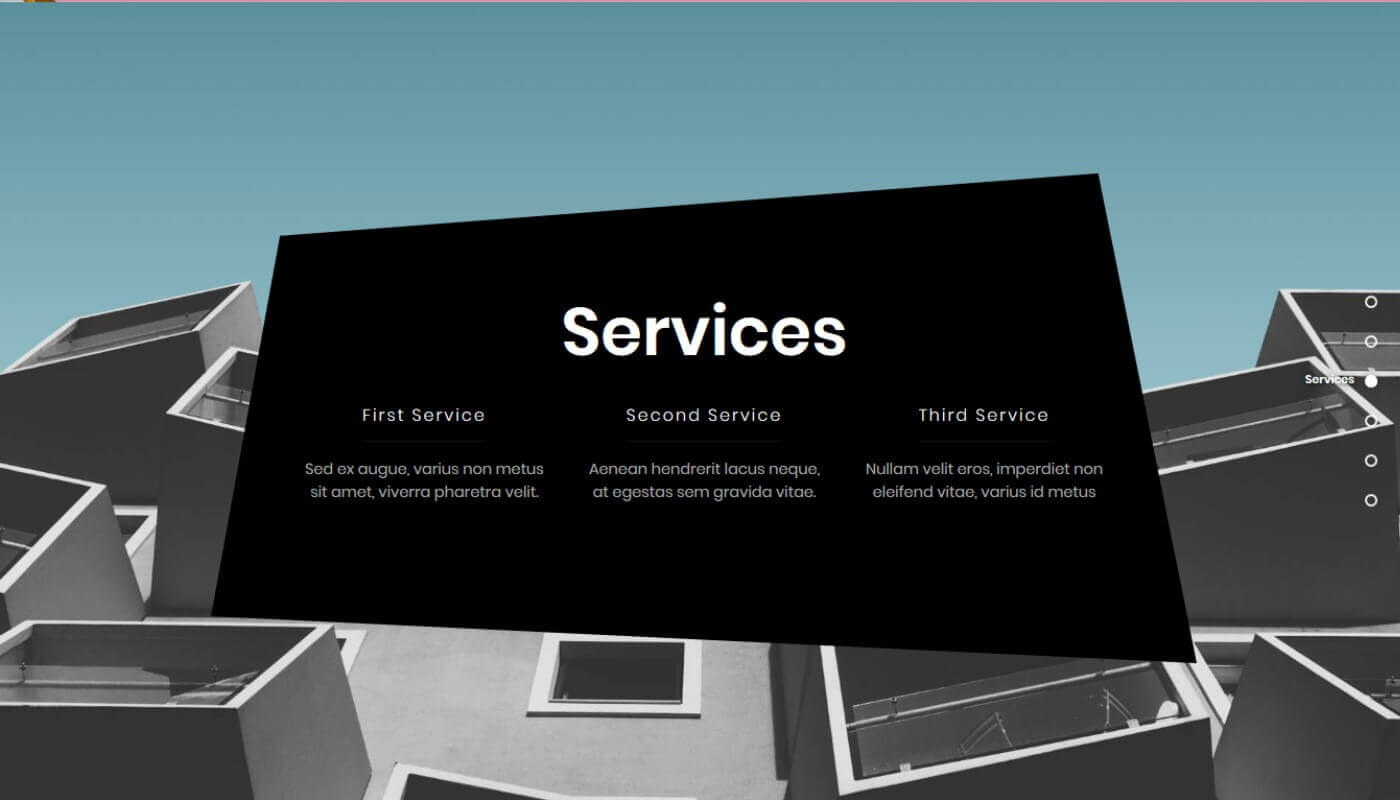 Services
First Service
Sed ex augue, varius non metus
sit amet, viverra pharetra velit.
Second Service
Aenean hendrerit lacus neque,
at egestas sem gravida vitae.
Third Service
Nullam velit eros, imperdiet non
eleifend vitae, varius id metus
Services